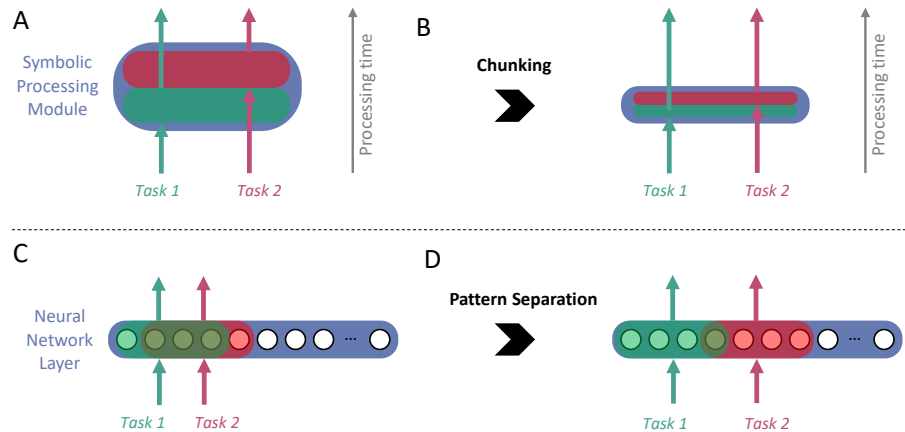 A
Symbolic
Processing
Module
Task 1
Task 2
Processing time
B
Chunking
Task 1
Task 2
Processing time
C
Neural
Network
Layer
...
Task 1
Task 2
D
Pattern Separation
...
Task 1
Task 2